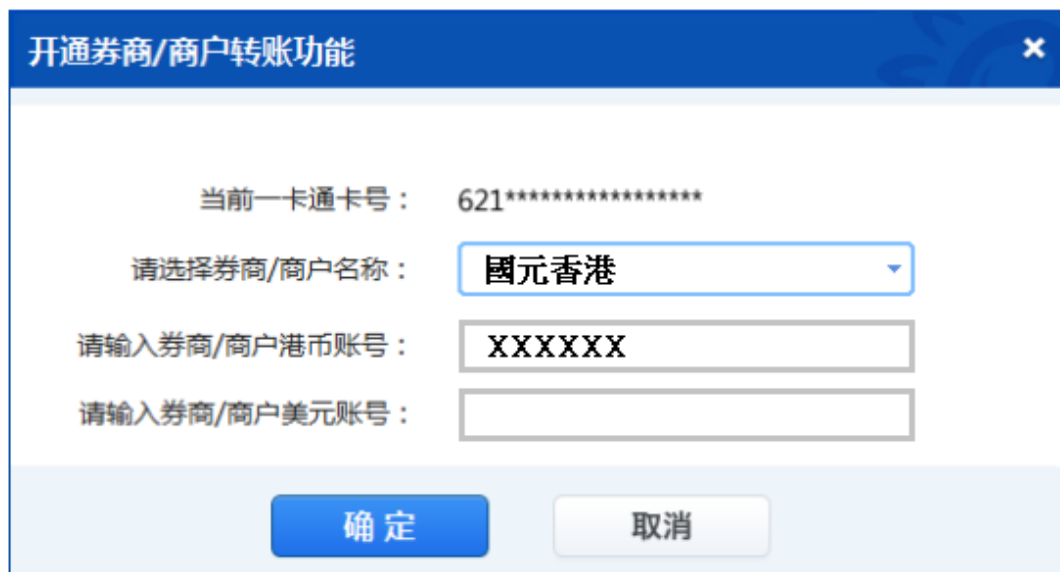 开通券商/商户转账功能 ×
当前一卡通卡号： 621*****************
请选择券商/商户名称： 國元香港
请输入券商/商户港币账号： XXXXXX
请输入券商/商户美元账号：
确 定 取消